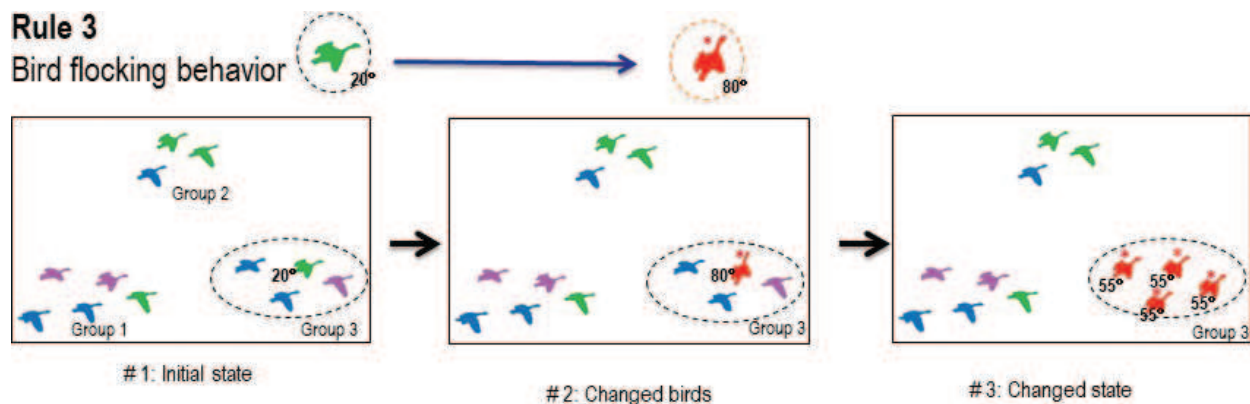 Rule 3
Bird flocking behavior
20°
80°
Group 2
20°
Group 1
Group 3
80°
Group 3
55°
55°
55°
55°
Group 3
#1: Initial state
#2: Changed birds
#3: Changed state